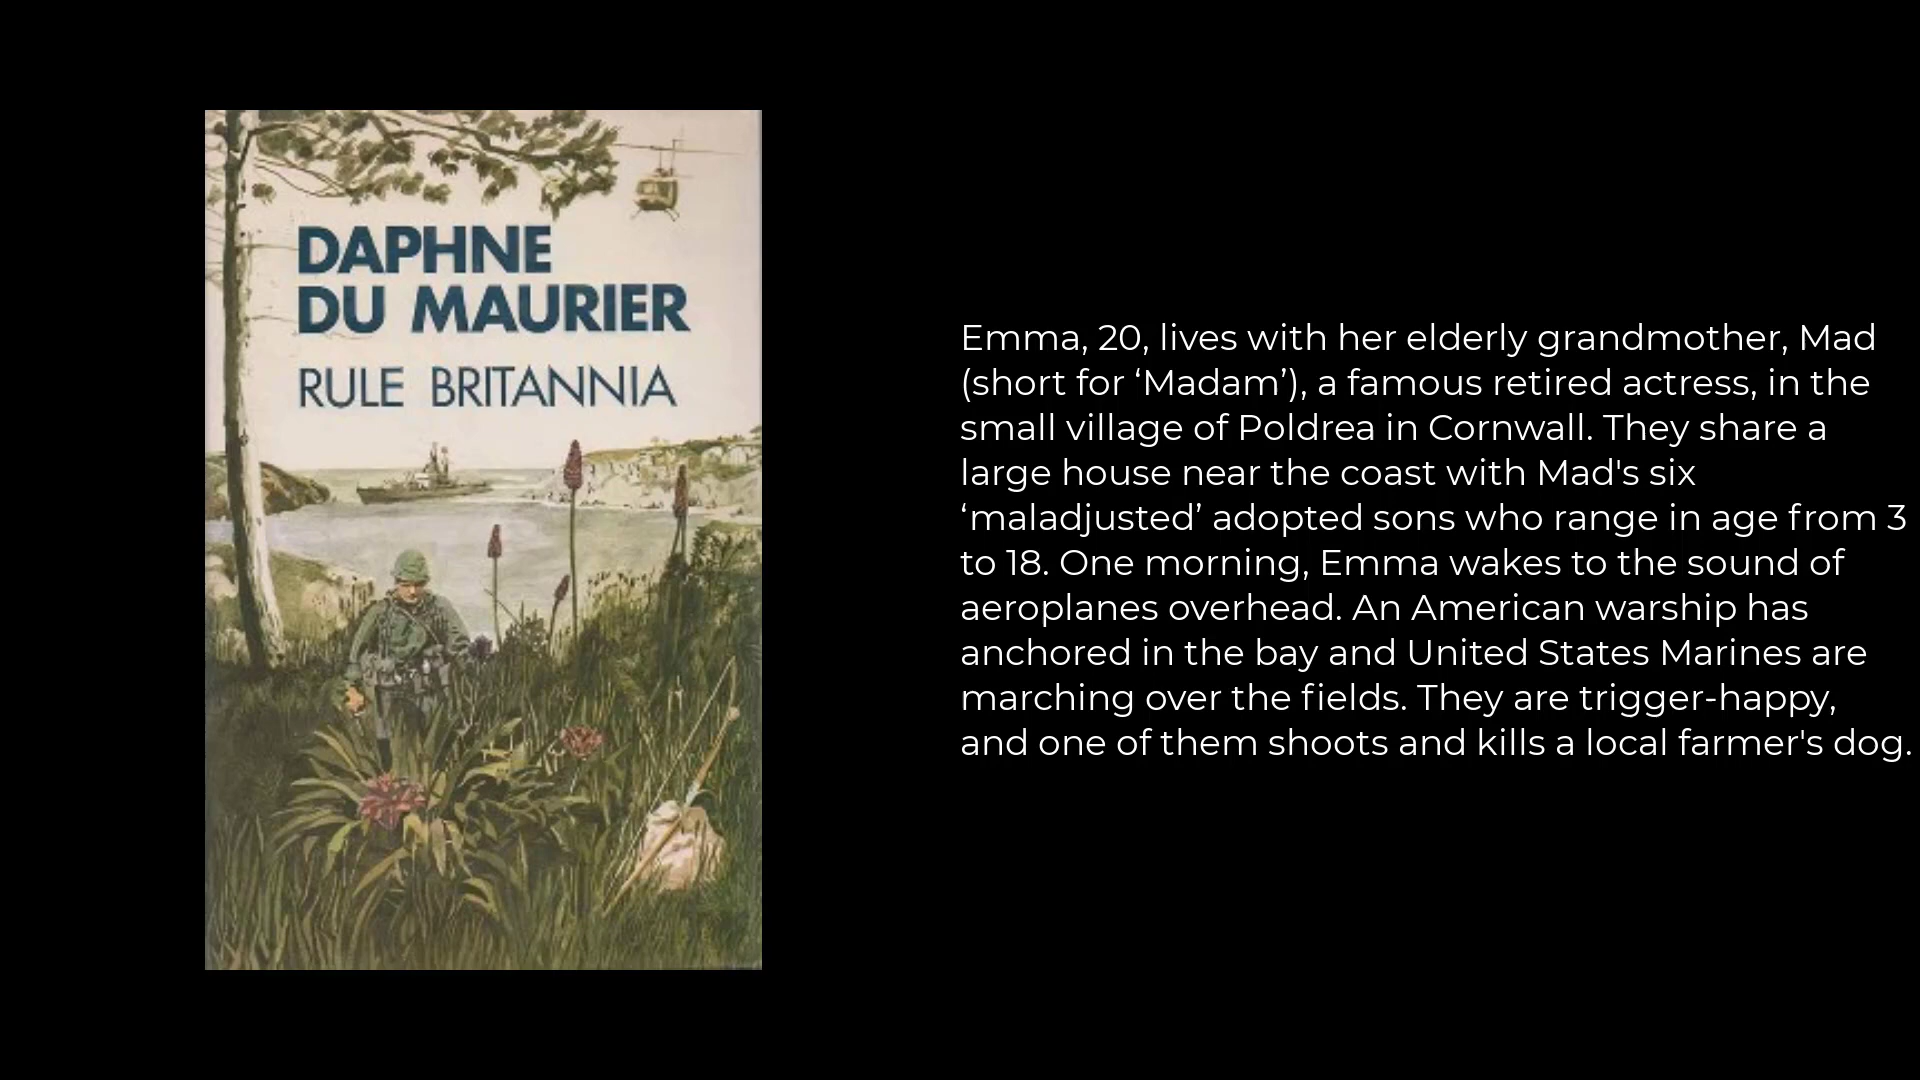 DAPHNE
DU MAURIER
RULE BRITANNIA
Emma, 20, lives with her elderly grandmother, Mad
(short for ‘Madam’), a famous retired actress, in the
small village of Poldrea in Cornwall. They share a
large house near the coast with Mad's six
‘maladjusted’ adopted sons who range in age from 3
to 18. One morning, Emma wakes to the sound of
aeroplanes overhead. An American warship has
anchored in the bay and United States Marines are
marching over the fields. They are trigger-happy,
and one of them shoots and kills a local farmer's dog.